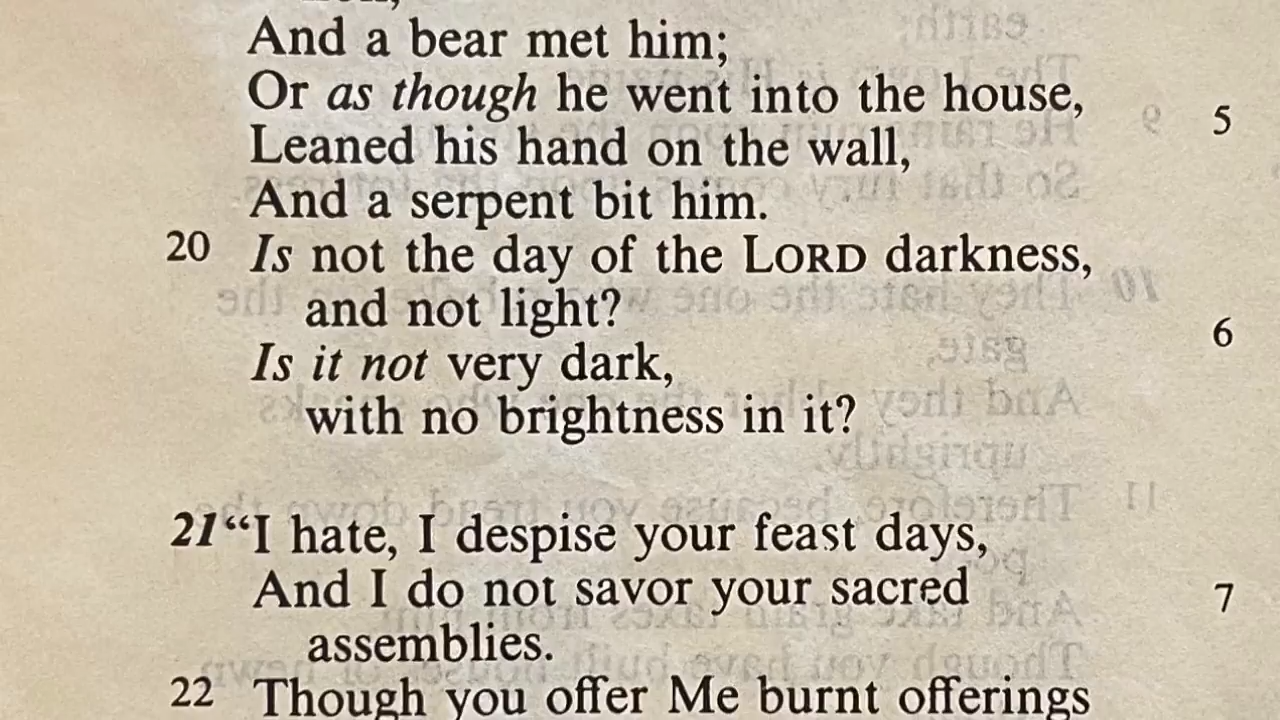 And a bear met him;
Or as though he went into the house,
Leaned his hand on the wall,
And a serpent bit him.
20 Is not the day of the LORD darkness,
and not light?
Is it not very dark,
with no brightness in it?
21 “I hate, I despise your feast days,
And I do not savor your sacred
assemblies.
22 Though you offer Me burnt offerings
5
6
7